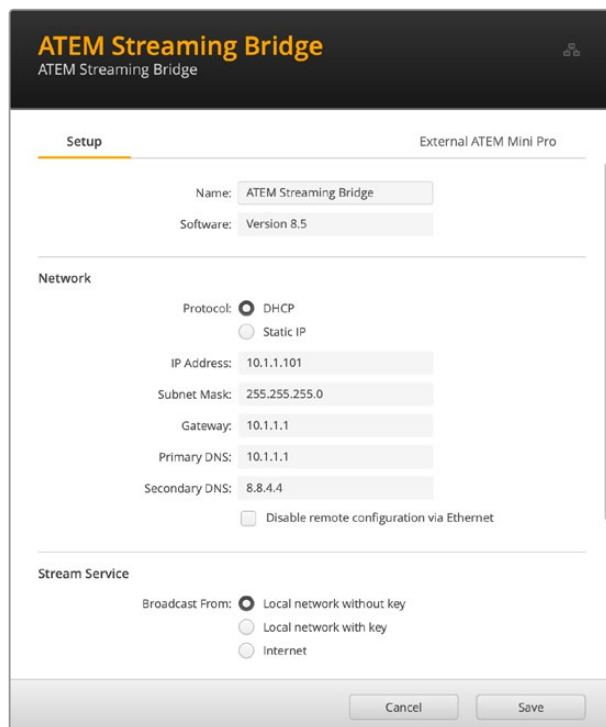 ATEM Streaming Bridge
ATEM Streaming Bridge
Setup External ATEM Mini Pro
Name: ATEM Streaming Bridge
Software: Version 8.5
Network
Protocol: DHCP
Static IP
IP Address: 10.1.1.101
Subnet Mask: 255.255.255.0
Gateway: 10.1.1.1
Primary DNS: 10.1.1.1
Secondary DNS: 8.8.4.4
Disable remote configuration via Ethernet
Stream Service
Broadcast From: Local network without key
Local network with key
Internet
Cancel Save